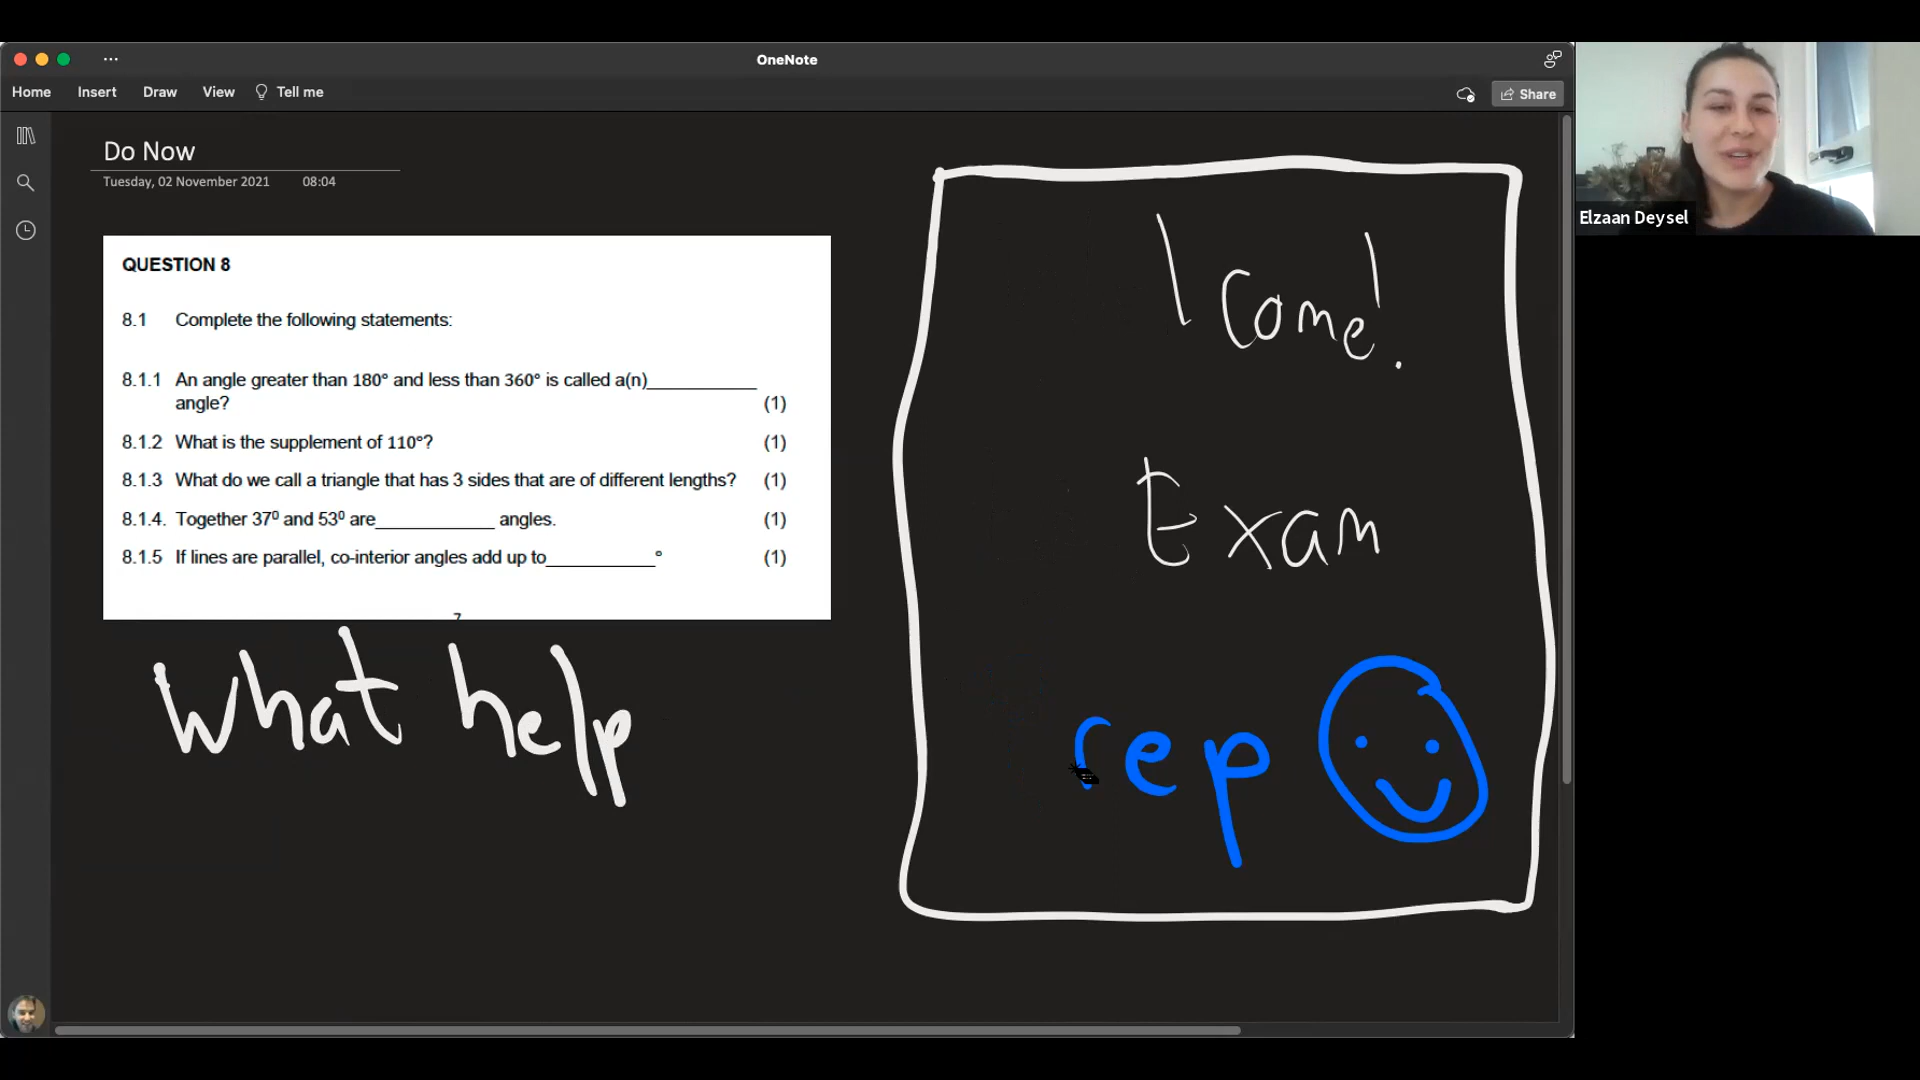 OneNote
Home Insert Draw View Tell me
Share
Do Now
Tuesday, 02 November 2021 08:04
QUESTION 8
8.1 Complete the following statements:
8.1.1 An angle greater than 180° and less than 360° is called a(n)____________
angle? (1)
8.1.2 What is the supplement of 110°? (1)
8.1.3 What do we call a triangle that has 3 sides that are of different lengths? (1)
8.1.4. Together 37⁰ and 53⁰ are_____________ angles. (1)
8.1.5 If lines are parallel, co-interior angles add up to____________° (1)
what help
come!
Exam
rep
Elzaan Deysel